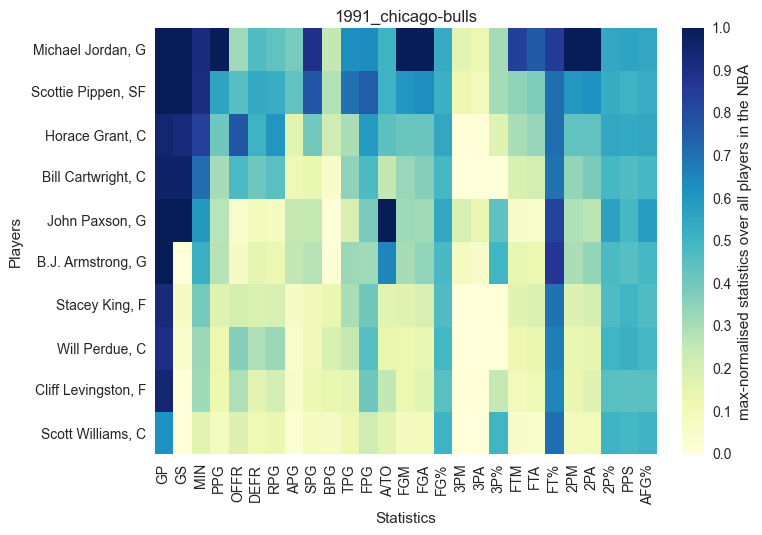 1991_chicago-bulls
Players
Michael Jordan, G
Scottie Pippen, SF
Horace Grant, C
Bill Cartwright, C
John Paxson, G
B.J. Armstrong, G
Stacey King, F
Will Perdue, C
Cliff Levingston, F
Scott Williams, C
GP GS MIN PPG OFFR DEFR RPG APG SPG BPG TPG FPG A/TO FGM FGA FG% 3PM 3PA 3P% FTM FTA FT% 2PM 2PA 2P% PPS AFG%
Statistics
1.0
0.9
0.8
0.7
0.6
0.5
0.4
0.3
0.2
0.1
0.0
max-normalised statistics over all players in the NBA